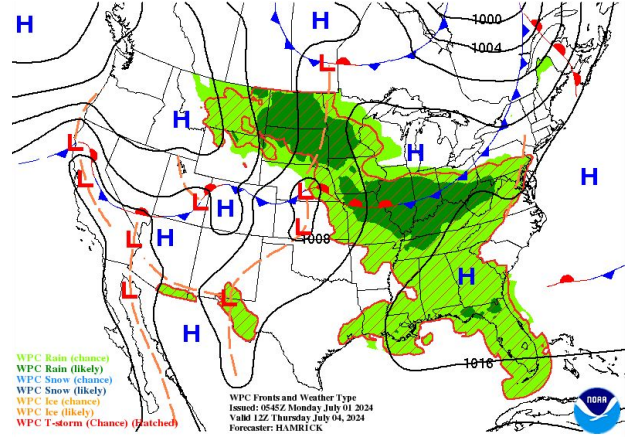 H
H
1000
1004
L
H
L
H
H
L
L
L
H
L
H
1008
L
H
L
H
L
H
1016
WPC Rain (chance)
WPC Rain (likely)
WPC Snow (chance)
WPC Snow (likely)
WPC Ice (chance)
WPC Ice (likely)
WPC T-storm (Chance) (Hatched)
WPC Fronts and Weather Type
Issued: 0545Z Monday July 01 2024
Valid 12Z Thursday July 04, 2024
Forecaster: HAMRICK
NOAA